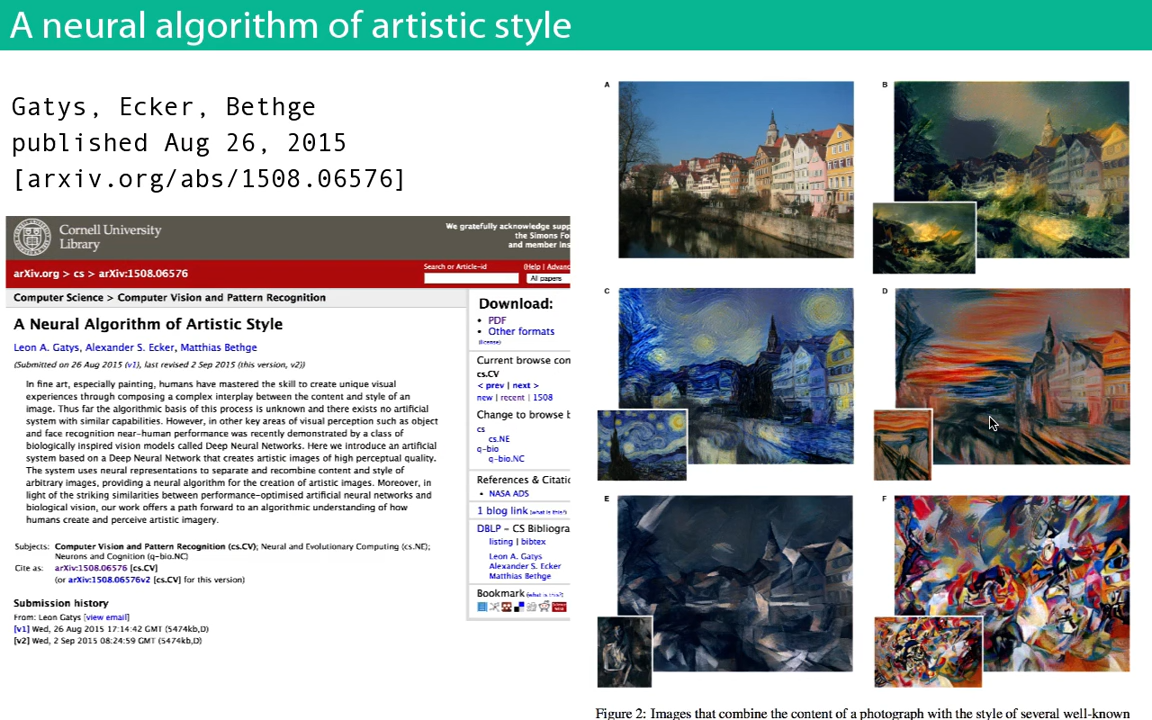 A neural algorithm of artistic style
Gatys, Ecker, Bethge
published Aug 26, 2015
[arxiv.org/abs/1508.06576]
Cornell University
Library
We gratefully acknowledge supp
the Simons Fo
and member ins
arXiv.org > cs > arXiv:1508.06576
Search or Article-id
(Help | Advanc
All papers
Computer Science > Computer Vision and Pattern Recognition
A Neural Algorithm of Artistic Style
Leon A. Gatys, Alexander S. Ecker, Matthias Bethge
(Submitted on 26 Aug 2015 (v1), last revised 2 Sep 2015 (this version, v2))
In fine art, especially painting, humans have mastered the skill to create unique visual
experiences through composing a complex interplay between the content and style of an
image. Thus far the algorithmic basis of this process is unknown and there exists no artificial
system with similar capabilities. However, in other key areas of visual perception such as object
and face recognition near-human performance was recently demonstrated by a class of
biologically inspired vision models called Deep Neural Networks. Here we introduce an artificial
system based on a Deep Neural Network that creates artistic images of high perceptual quality.
The system uses neural representations to separate and recombine content and style of
arbitrary images, providing a neural algorithm for the creation of artistic images. Moreover, in
light of the striking similarities between performance-optimised artificial neural networks and
biological vision, our work offers a path forward to an algorithmic understanding of how
humans create and perceive artistic imagery.
Subjects: Computer Vision and Pattern Recognition (cs.CV); Neural and Evolutionary Computing (cs.NE);
Neurons and Cognition (q-bio.NC)
Cite as: arXiv:1508.06576 [cs.CV]
(or arXiv:1508.06576v2 [cs.CV] for this version)
Submission history
From: Leon Gatys [view email]
[v1] Wed, 26 Aug 2015 17:14:42 GMT (5474kb,D)
[v2] Wed, 2 Sep 2015 08:24:59 GMT (5474kb,D)
Download:
• PDF
• Other formats
(license)
Current browse con
cs.CV
< prev | next >
new | recent | 1508
Change to browse b
cs
cs.NE
q-bio
q-bio.NC
References & Citatic
• NASA ADS
1 blog link (what is this?)
DBLP – CS Bibliogra
listing | bibtex
Leon A. Gatys
Alexander S. Ecker
Matthias Bethge
Bookmark (what is this?)
A
B
C
D
E
F
Figure 2: Images that combine the content of a photograph with the style of several well-known